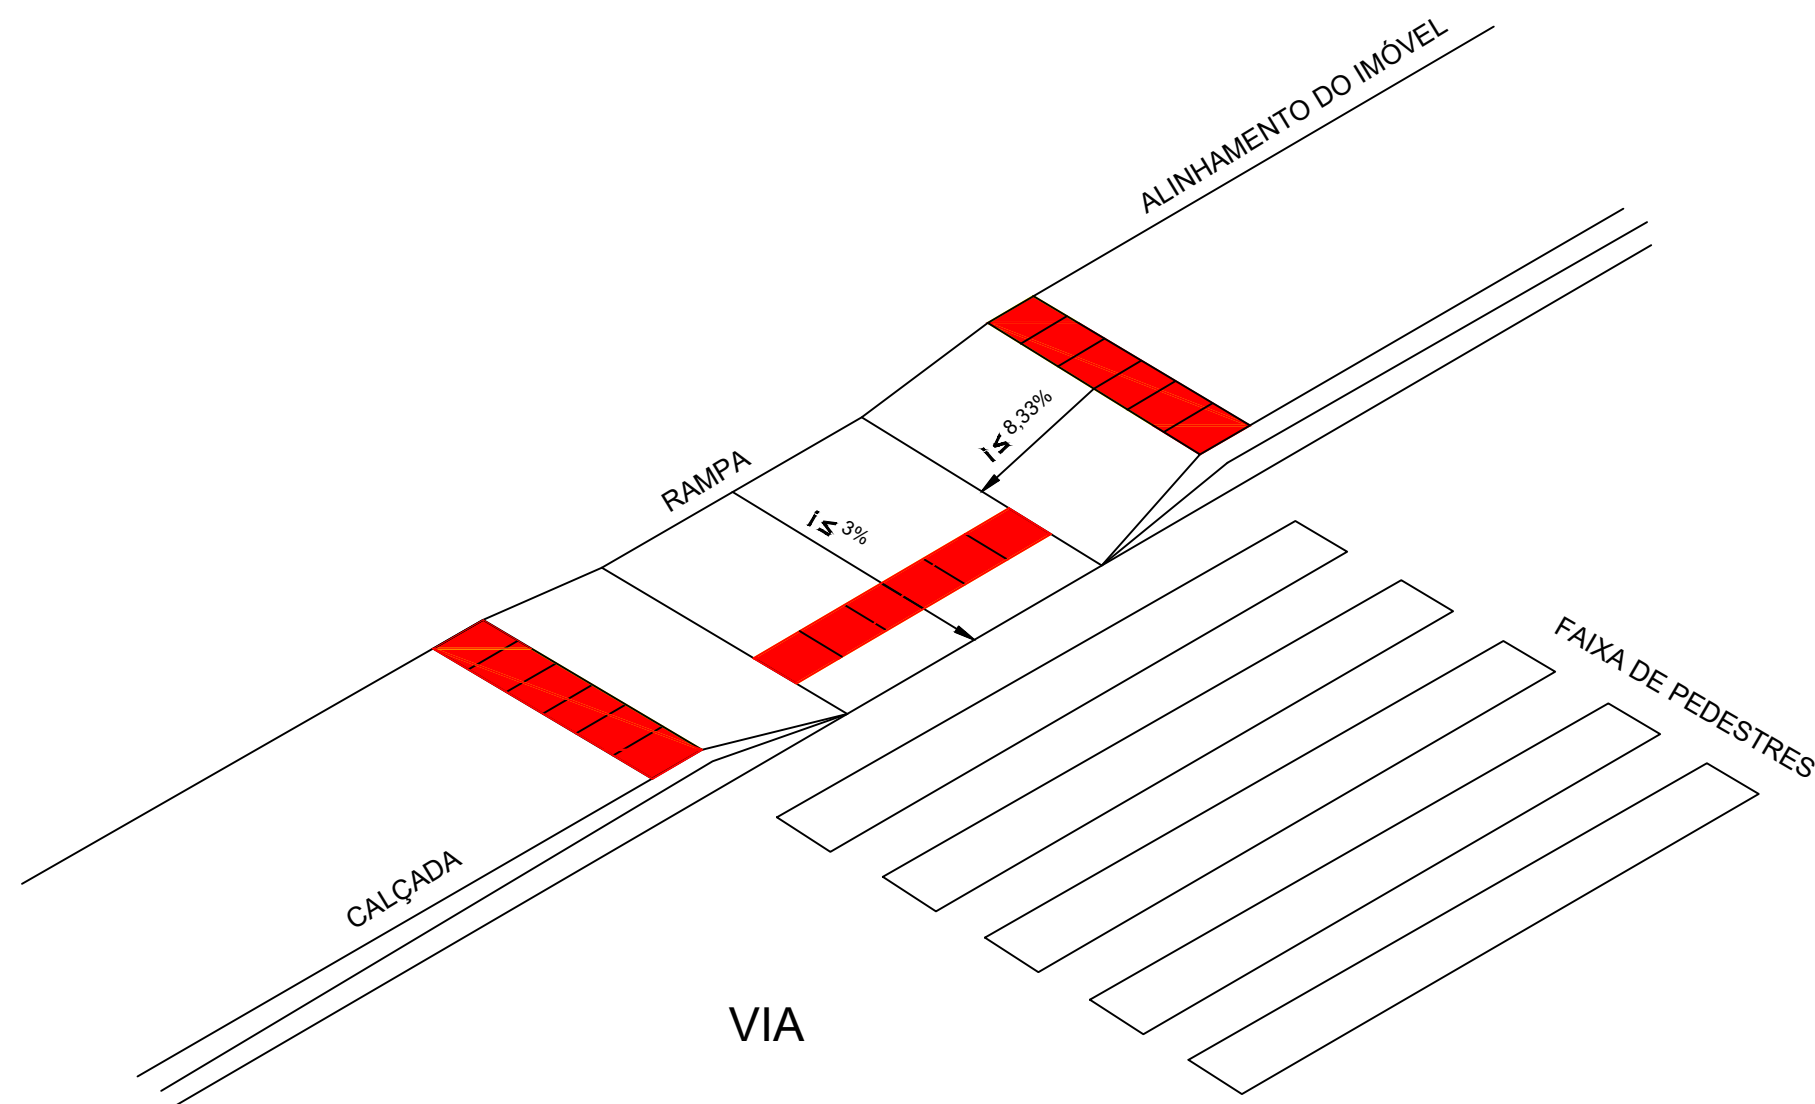 ALINHAMENTO DO IMÓVEL
i ≤ 8,33%
RAMPA
i ≤ 3%
FAIXA DE PEDESTRES
CALÇADA
VIA